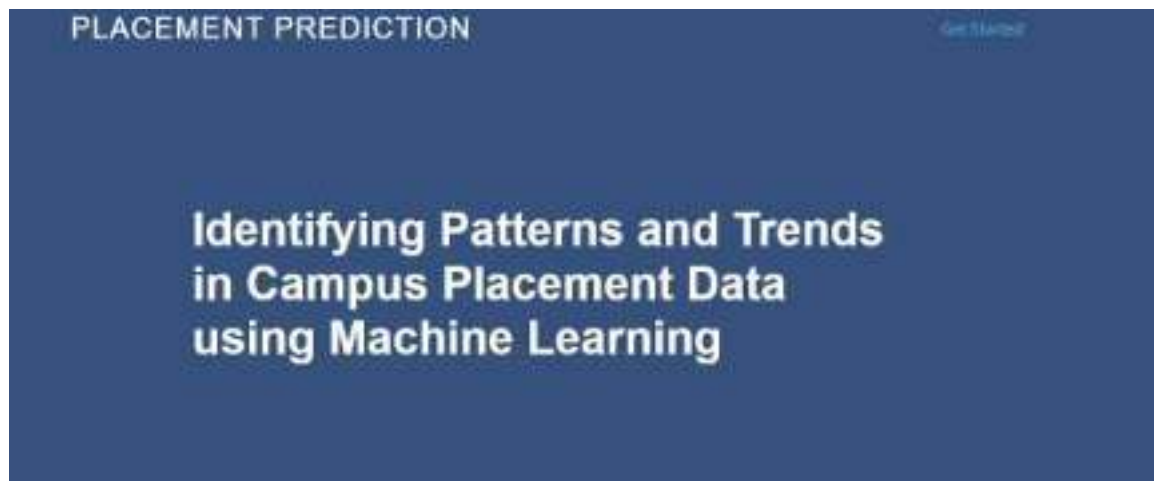 PLACEMENT PREDICTION
Get Started
Identifying Patterns and Trends
in Campus Placement Data
using Machine Learning